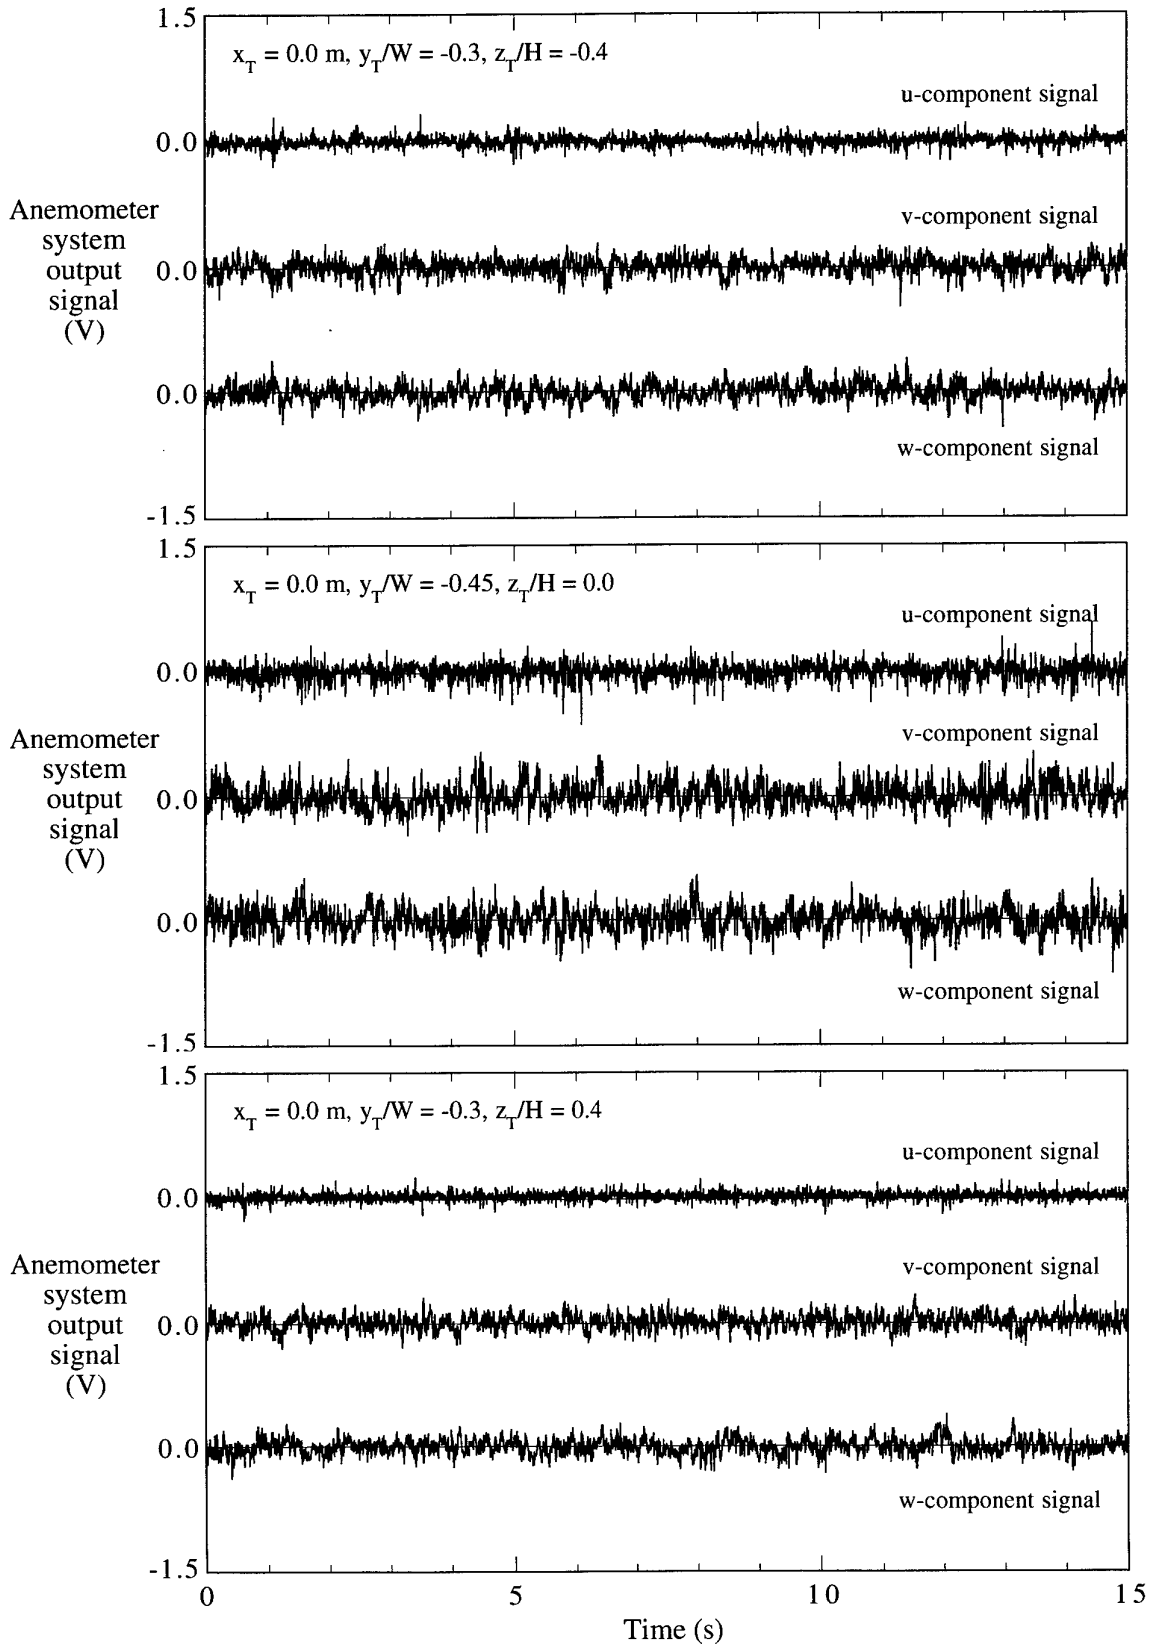 1.5
x_T = 0.0 m, y_T/W = -0.3, z_T/H = -0.4
u-component signal
0.0
v-component signal
0.0
Anemometer
system
output
signal
(V)
0.0
w-component signal
-1.5
1.5
x_T = 0.0 m, y_T/W = -0.45, z_T/H = 0.0
u-component signal
0.0
v-component signal
0.0
Anemometer
system
output
signal
(V)
0.0
w-component signal
-1.5
1.5
x_T = 0.0 m, y_T/W = -0.3, z_T/H = 0.4
u-component signal
0.0
v-component signal
0.0
Anemometer
system
output
signal
(V)
0.0
w-component signal
-1.5
0 5 10 15
Time (s)